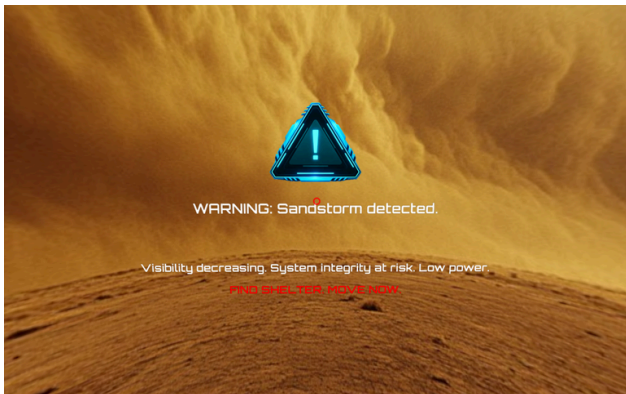 !
WARNING: Sandstorm detected.
Visibility decreasing. System integrity at risk. Low power.
FIND SHELTER. MOVE NOW.